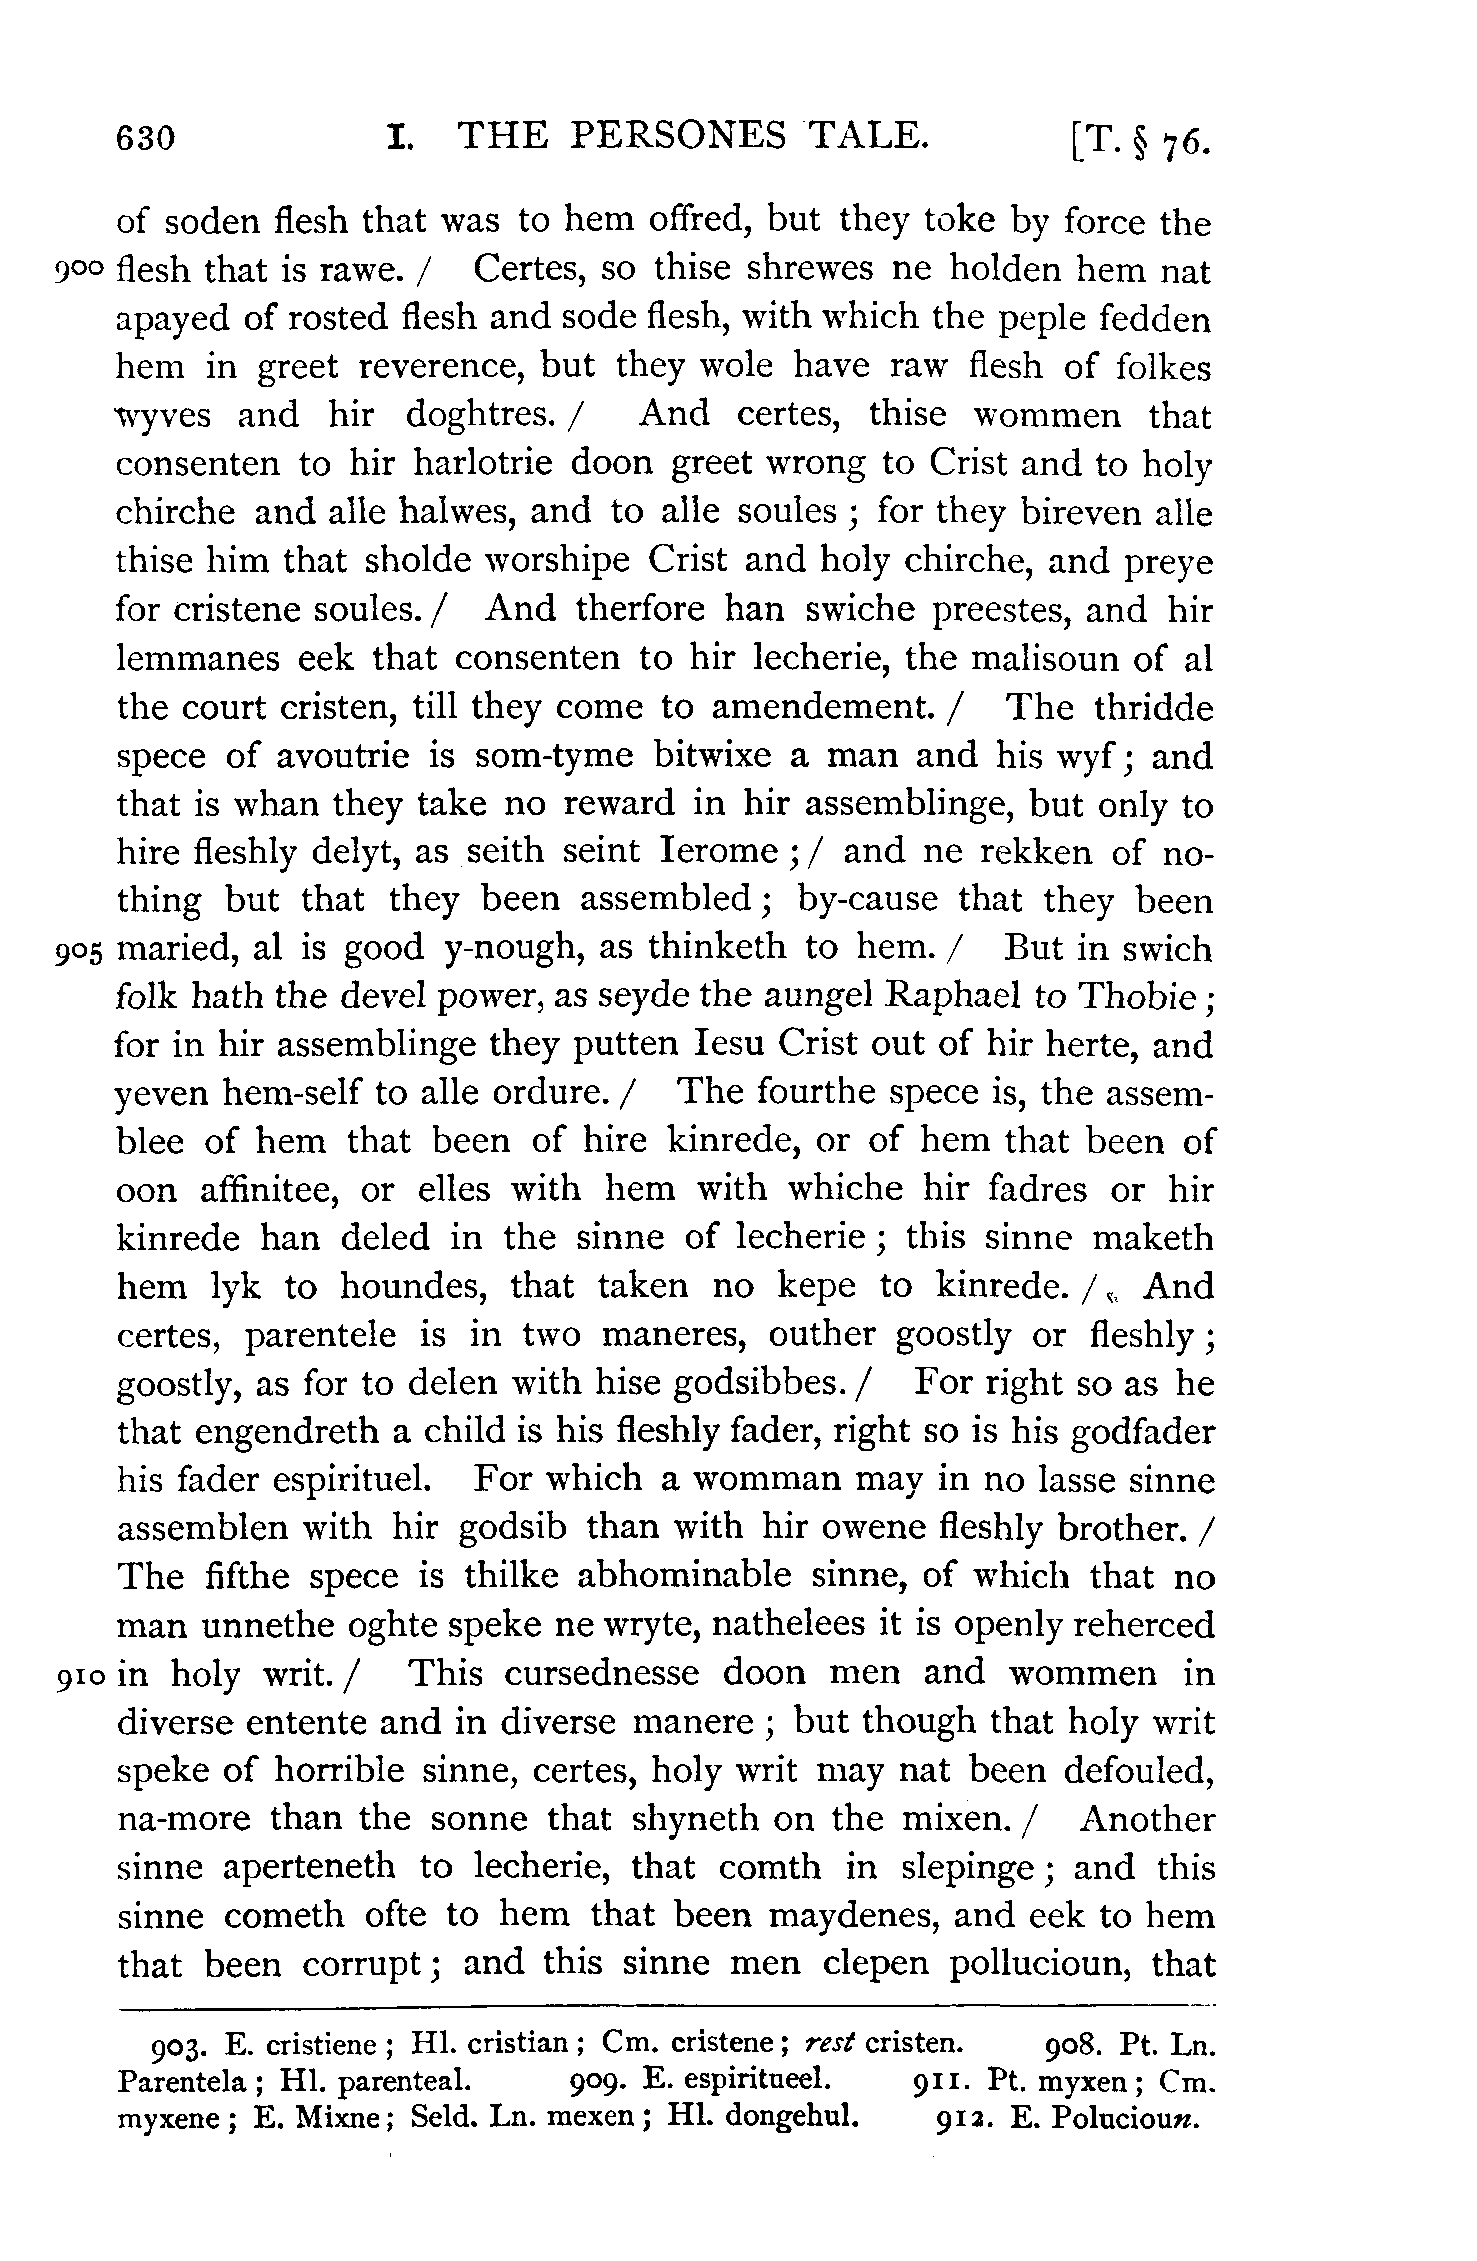 630 I. THE PERSONES TALE. [T. § 76.
of soden flesh that was to hem offred, but they toke by force the
900 flesh that is rawe. / Certes, so thise shrewes ne holden hem nat
apayed of rosted flesh and sode flesh, with which the peple fedden
hem in greet reverence, but they wole have raw flesh of folkes
wyves and hir doghtres. / And certes, thise wommen that
consenten to hir harlotrie doon greet wrong to Crist and to holy
chirche and alle halwes, and to alle soules ; for they bireven alle
thise him that sholde worshipe Crist and holy chirche, and preye
for cristene soules. / And therfore han swiche preestes, and hir
lemmanes eek that consenten to hir lecherie, the malisoun of al
the court cristen, till they come to amendement. / The thridde
spece of avoutrie is som-tyme bitwixe a man and his wyf ; and
that is whan they take no reward in hir assemblinge, but only to
hire fleshly delyt, as seith seint Ierome ; / and ne rekken of no-
thing but that they been assembled ; by-cause that they been
905 maried, al is good y-nough, as thinketh to hem. / But in swich
folk hath the devel power, as seyde the aungel Raphael to Thobie ;
for in hir assemblinge they putten Iesu Crist out of hir herte, and
yeven hem-self to alle ordure. / The fourthe spece is, the assem-
blee of hem that been of hire kinrede, or of hem that been of
oon affinitee, or elles with hem with whiche hir fadres or hir
kinrede han deled in the sinne of lecherie ; this sinne maketh
hem lyk to houndes, that taken no kepe to kinrede. / And
certes, parentele is in two maneres, outher goostly or fleshly ;
goostly, as for to delen with hise godsibbes. / For right so as he
that engendreth a child is his fleshly fader, right so is his godfader
his fader espirituel. For which a womman may in no lasse sinne
assemblen with hir godsib than with hir owene fleshly brother. /
The fifthe spece is thilke abhominable sinne, of which that no
man unnethe oghte speke ne wryte, nathelees it is openly reherced
910 in holy writ. / This cursednesse doon men and wommen in
diverse entente and in diverse manere ; but though that holy writ
speke of horrible sinne, certes, holy writ may nat been defouled,
na-more than the sonne that shyneth on the mixen. / Another
sinne aperteneth to lecherie, that comth in slepinge ; and this
sinne cometh ofte to hem that been maydenes, and eek to hem
that been corrupt ; and this sinne men clepen pollucioun, that
903. E. cristiene ; Hl. cristian ; Cm. cristene ; rest cristen. 908. Pt. Ln.
Parentela ; Hl. parenteal. 909. E. espiritueel. 911. Pt. myxen ; Cm.
myxene ; E. Mixne ; Seld. Ln. mexen ; Hl. dongehul. 912. E. Polucioun.